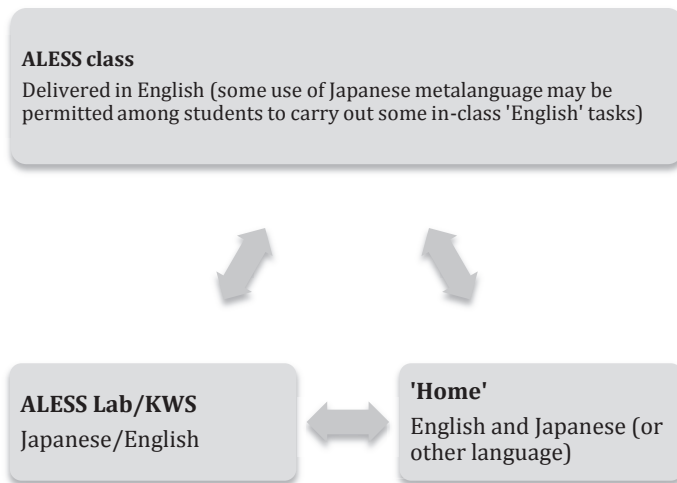 ALESS class
Delivered in English (some use of Japanese metalanguage may be
permitted among students to carry out some in-class 'English' tasks)
ALESS Lab/KWS
Japanese/English
'Home'
English and Japanese (or
other language)